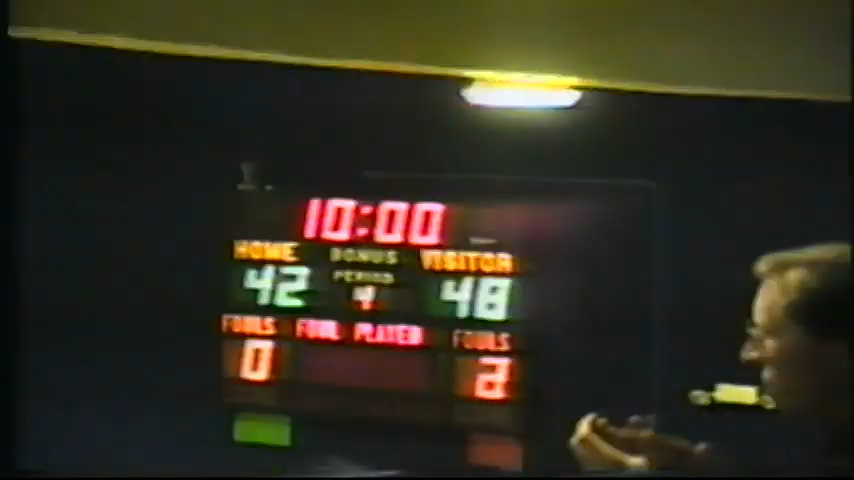 10:00
HOME BONUS VISITOR
42 PERIOD 48
4
FOULS FOUL PLAYER FOULS
0 2